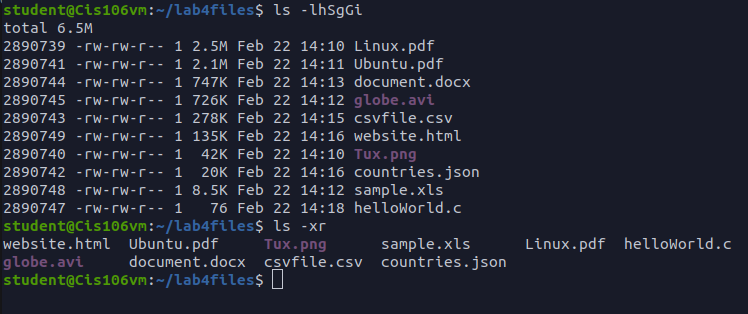 student@Cis106vm:~/lab4files$ ls -lhSgGi
total 6.5M
2890739 -rw-rw-r-- 1 2.5M Feb 22 14:10 Linux.pdf
2890741 -rw-rw-r-- 1 2.1M Feb 22 14:11 Ubuntu.pdf
2890744 -rw-rw-r-- 1 747K Feb 22 14:13 document.docx
2890745 -rw-rw-r-- 1 726K Feb 22 14:12 globe.avi
2890743 -rw-rw-r-- 1 278K Feb 22 14:15 csvfile.csv
2890749 -rw-rw-r-- 1 135K Feb 22 14:16 website.html
2890740 -rw-rw-r-- 1  42K Feb 22 14:10 Tux.png
2890742 -rw-rw-r-- 1  20K Feb 22 14:16 countries.json
2890748 -rw-rw-r-- 1 8.5K Feb 22 14:12 sample.xls
2890747 -rw-rw-r-- 1   76 Feb 22 14:18 helloWorld.c
student@Cis106vm:~/lab4files$ ls -xr
website.html  Ubuntu.pdf     Tux.png      sample.xls      Linux.pdf  helloWorld.c
globe.avi     document.docx  csvfile.csv  countries.json
student@Cis106vm:~/lab4files$